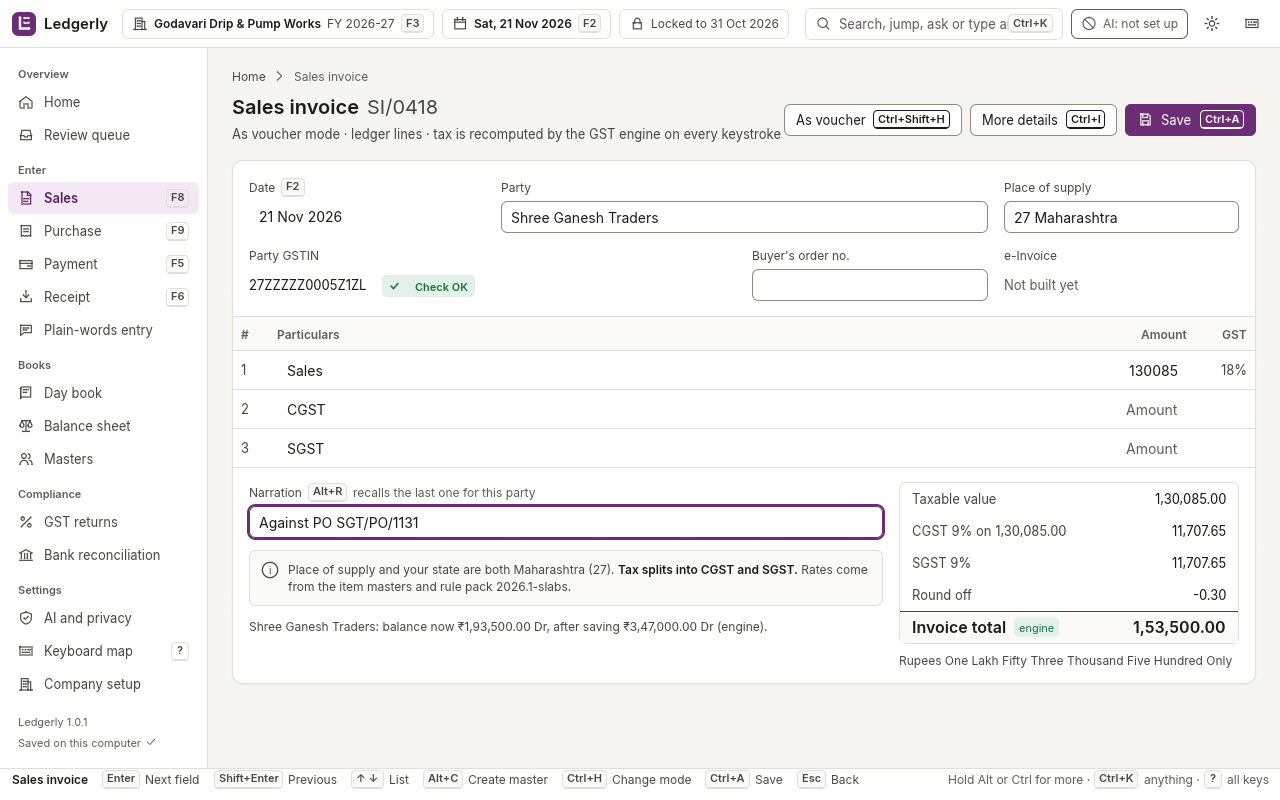 Ledgerly
Godavari Drip & Pump Works FY 2026-27 F3
Sat, 21 Nov 2026 F2
Locked to 31 Oct 2026
Search, jump, ask or type a Ctrl+K
AI: not set up
Overview
Home
Review queue
Enter
Sales F8
Purchase F9
Payment F5
Receipt F6
Plain-words entry
Books
Day book
Balance sheet
Masters
Compliance
GST returns
Bank reconciliation
Settings
AI and privacy
Keyboard map ?
Company setup
Ledgerly 1.0.1
Saved on this computer
Home > Sales invoice
Sales invoice SI/0418
As voucher mode · ledger lines · tax is recomputed by the GST engine on every keystroke
As voucher Ctrl+Shift+H
More details Ctrl+I
Save Ctrl+A
Date F2
21 Nov 2026
Party
Shree Ganesh Traders
Place of supply
27 Maharashtra
Party GSTIN
27ZZZZZ0005Z1ZL Check OK
Buyer's order no.
e-Invoice
Not built yet
# Particulars Amount GST
1 Sales 130085 18%
2 CGST Amount
3 SGST Amount
Narration Alt+R recalls the last one for this party
Against PO SGT/PO/1131
Place of supply and your state are both Maharashtra (27). Tax splits into CGST and SGST. Rates come
from the item masters and rule pack 2026.1-slabs.
Shree Ganesh Traders: balance now ₹1,93,500.00 Dr, after saving ₹3,47,000.00 Dr (engine).
Taxable value 1,30,085.00
CGST 9% on 1,30,085.00 11,707.65
SGST 9% 11,707.65
Round off -0.30
Invoice total engine 1,53,500.00
Rupees One Lakh Fifty Three Thousand Five Hundred Only
Sales invoice Enter Next field Shift+Enter Previous ↑ ↓ List Alt+C Create master Ctrl+H Change mode Ctrl+A Save Esc Back
Hold Alt or Ctrl for more · Ctrl+K anything · ? all keys